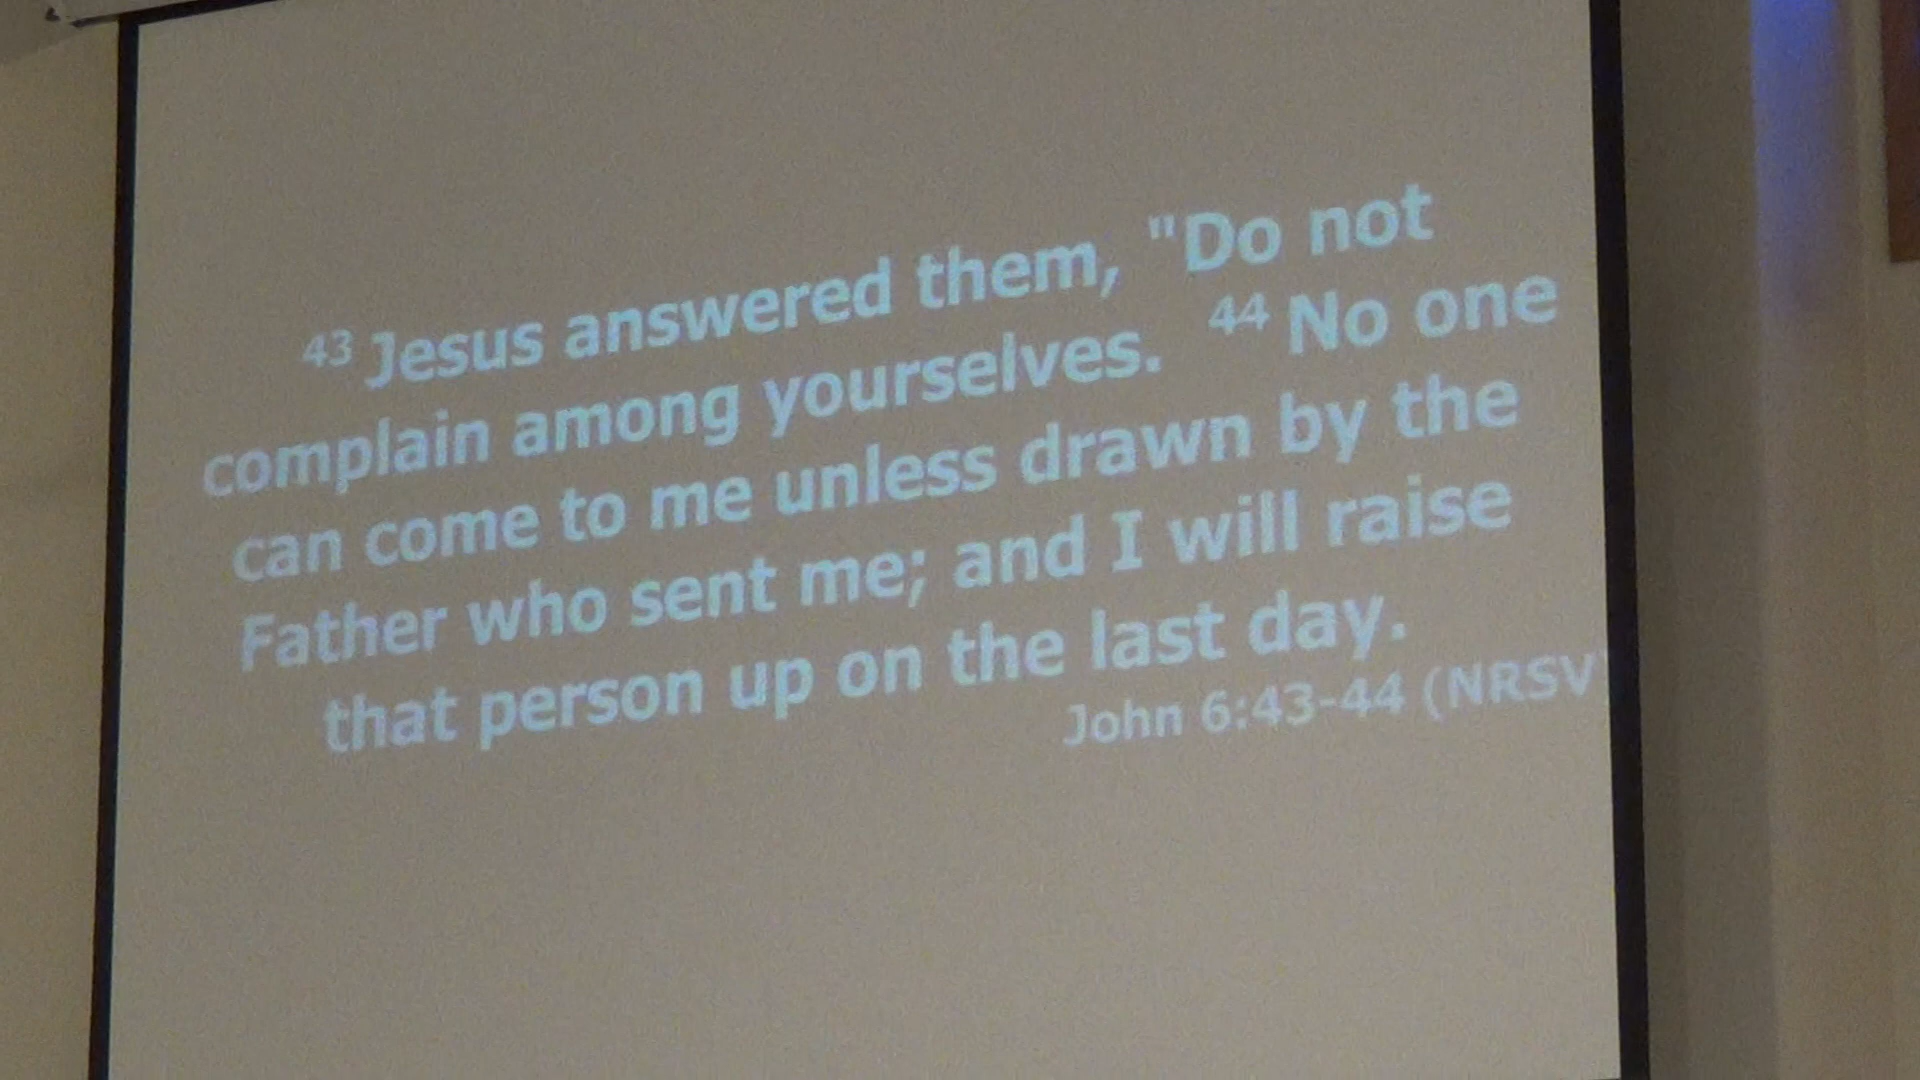 43 Jesus answered them, "Do not
complain among yourselves. 44 No one
can come to me unless drawn by the
Father who sent me; and I will raise
that person up on the last day.
John 6:43-44 (NRSV